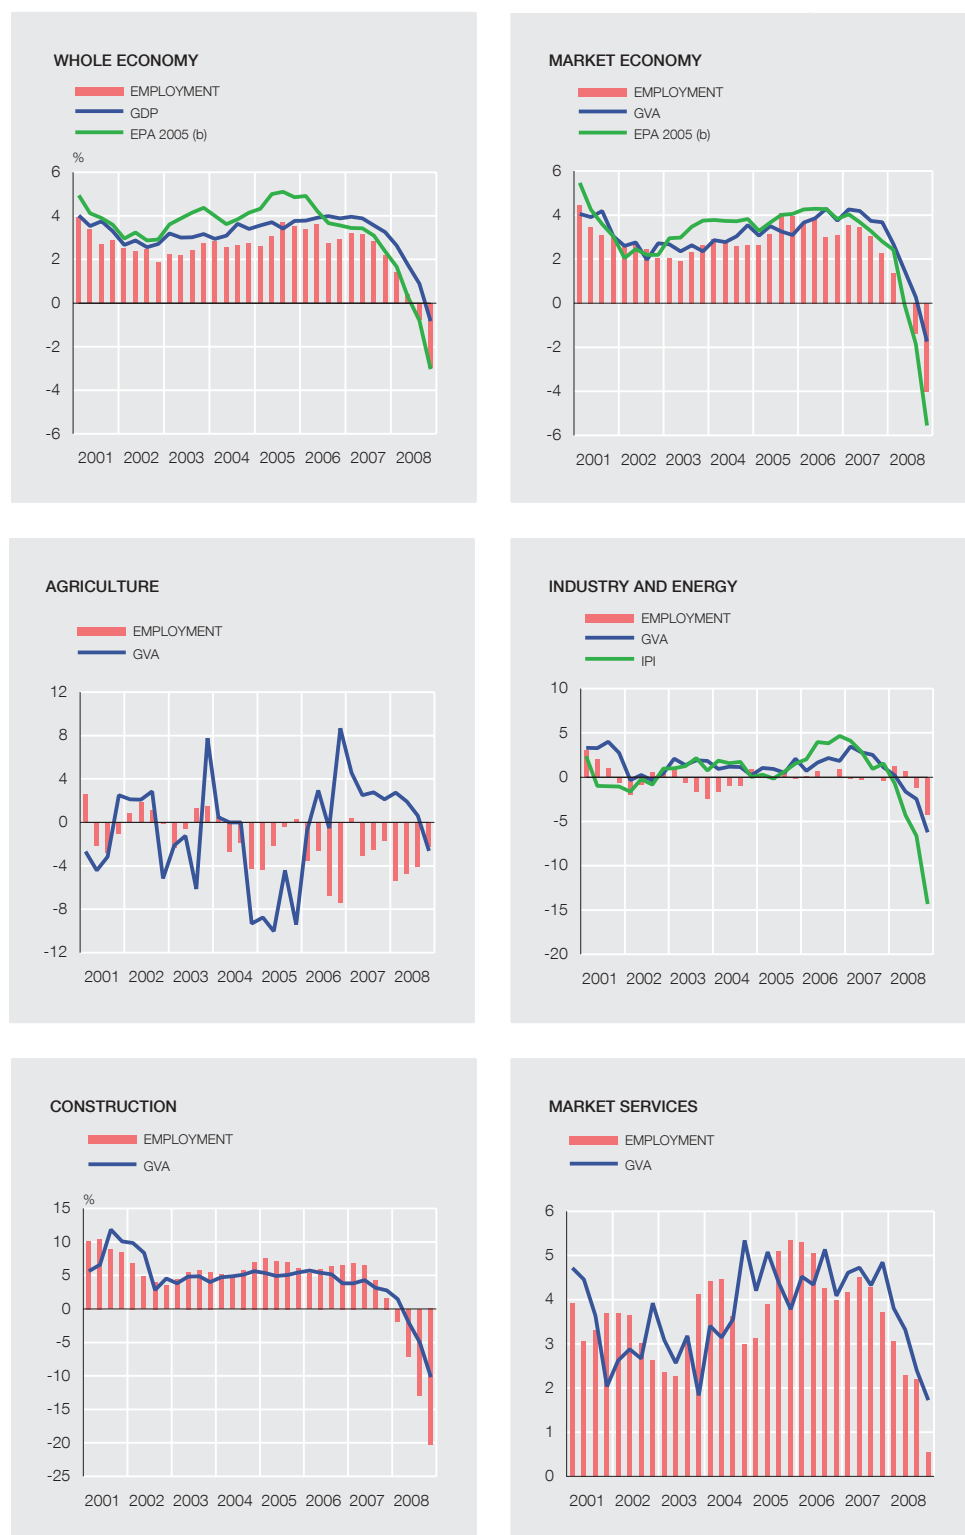 WHOLE ECONOMY
EMPLOYMENT
GDP
EPA 2005 (b)
%
6
4
2
0
-2
-4
-6
2001 2002 2003 2004 2005 2006 2007 2008
MARKET ECONOMY
EMPLOYMENT
GVA
EPA 2005 (b)
6
4
2
0
-2
-4
-6
2001 2002 2003 2004 2005 2006 2007 2008
AGRICULTURE
EMPLOYMENT
GVA
12
8
4
0
-4
-8
-12
2001 2002 2003 2004 2005 2006 2007 2008
INDUSTRY AND ENERGY
EMPLOYMENT
GVA
IPI
10
5
0
-5
-10
-15
-20
2001 2002 2003 2004 2005 2006 2007 2008
CONSTRUCTION
EMPLOYMENT
GVA
%
15
10
5
0
-5
-10
-15
-20
-25
2001 2002 2003 2004 2005 2006 2007 2008
MARKET SERVICES
EMPLOYMENT
GVA
6
5
4
3
2
1
0
2001 2002 2003 2004 2005 2006 2007 2008